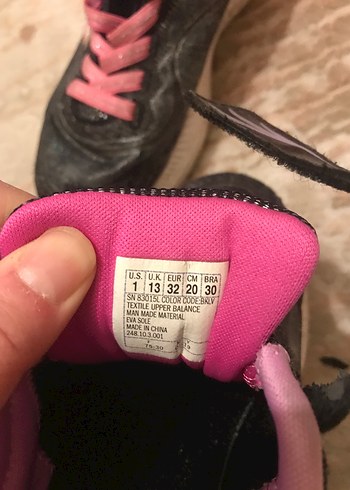 U.S. U.K. EUR CM BRA
1 13 32 20 30
SN 83015L COLOR CODE:BKLV
TEXTILE UPPER BALANCE
MAN MADE MATERIAL
EVA SOLE
MADE IN CHINA
248.10.3.001